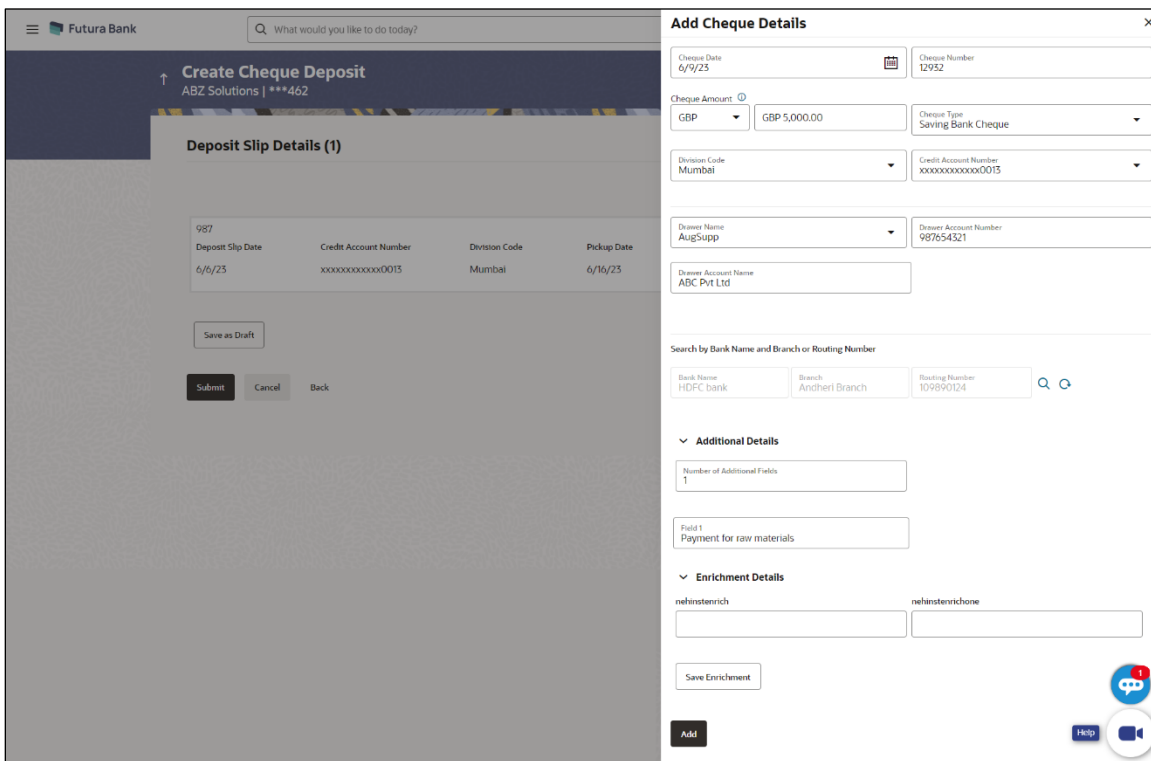 Futura Bank
What would you like to do today?
Create Cheque Deposit
ABZ Solutions | ***462
Deposit Slip Details (1)
987
Deposit Slip Date Credit Account Number Division Code Pickup Date
6/6/23 xxxxxxxxxxxx0013 Mumbai 6/16/23
Save as Draft
Submit Cancel Back
Add Cheque Details
Cheque Date
6/9/23
Cheque Number
12932
Cheque Amount
GBP
GBP 5,000.00
Cheque Type
Saving Bank Cheque
Division Code
Mumbai
Credit Account Number
xxxxxxxxxxxx0013
Drawer Name
AugSupp
Drawer Account Number
987654321
Drawer Account Name
ABC Pvt Ltd
Search by Bank Name and Branch or Routing Number
Bank Name
HDFC bank
Branch
Andheri Branch
Routing Number
109890124
Additional Details
Number of Additional Fields
1
Field 1
Payment for raw materials
Enrichment Details
nehinstenrich
nehinstenrichone
Save Enrichment
1
Add
Help